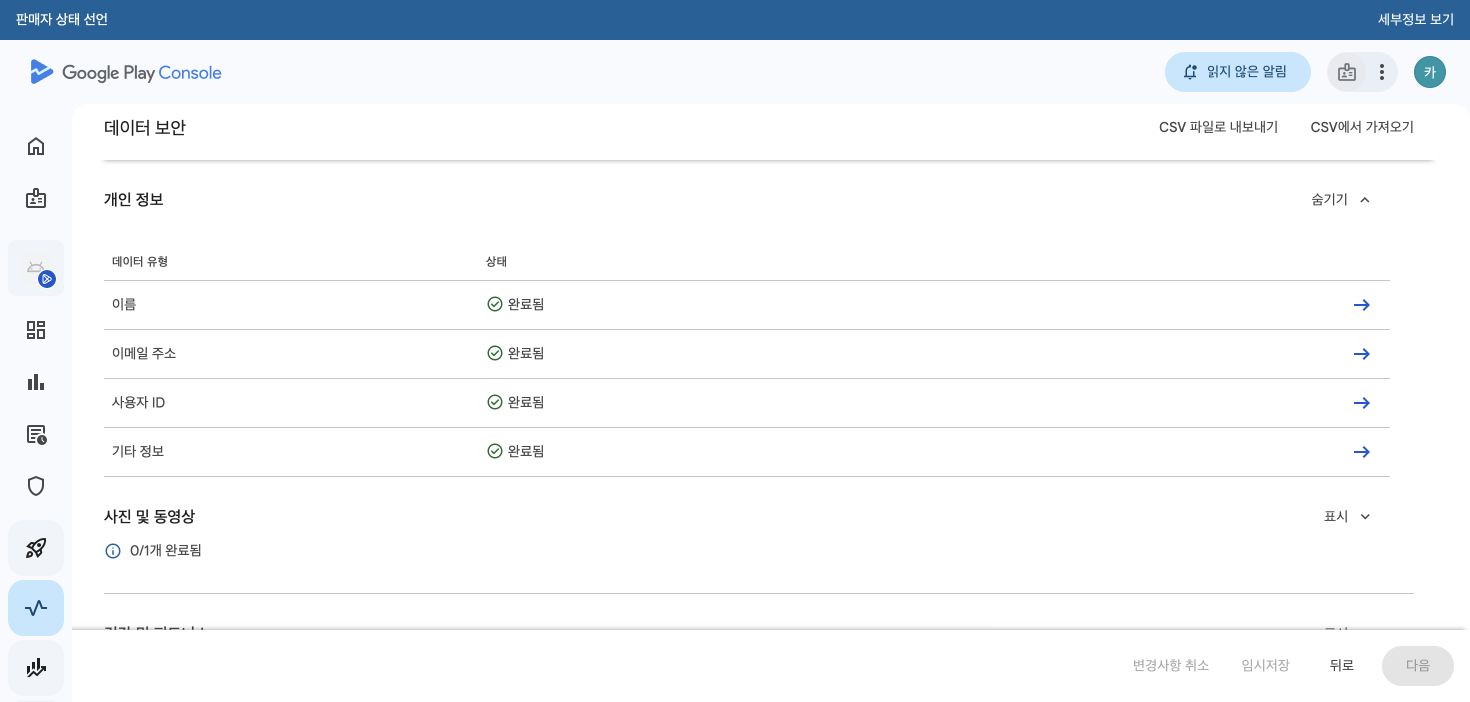 판매자 상태 선언
세부정보 보기
Google Play Console
읽지 않은 알림
카
데이터 보안
CSV 파일로 내보내기
CSV에서 가져오기
개인 정보
숨기기
데이터 유형
상태
이름
완료됨
이메일 주소
완료됨
사용자 ID
완료됨
기타 정보
완료됨
사진 및 동영상
표시
0/1개 완료됨
변경사항 취소
임시저장
뒤로
다음